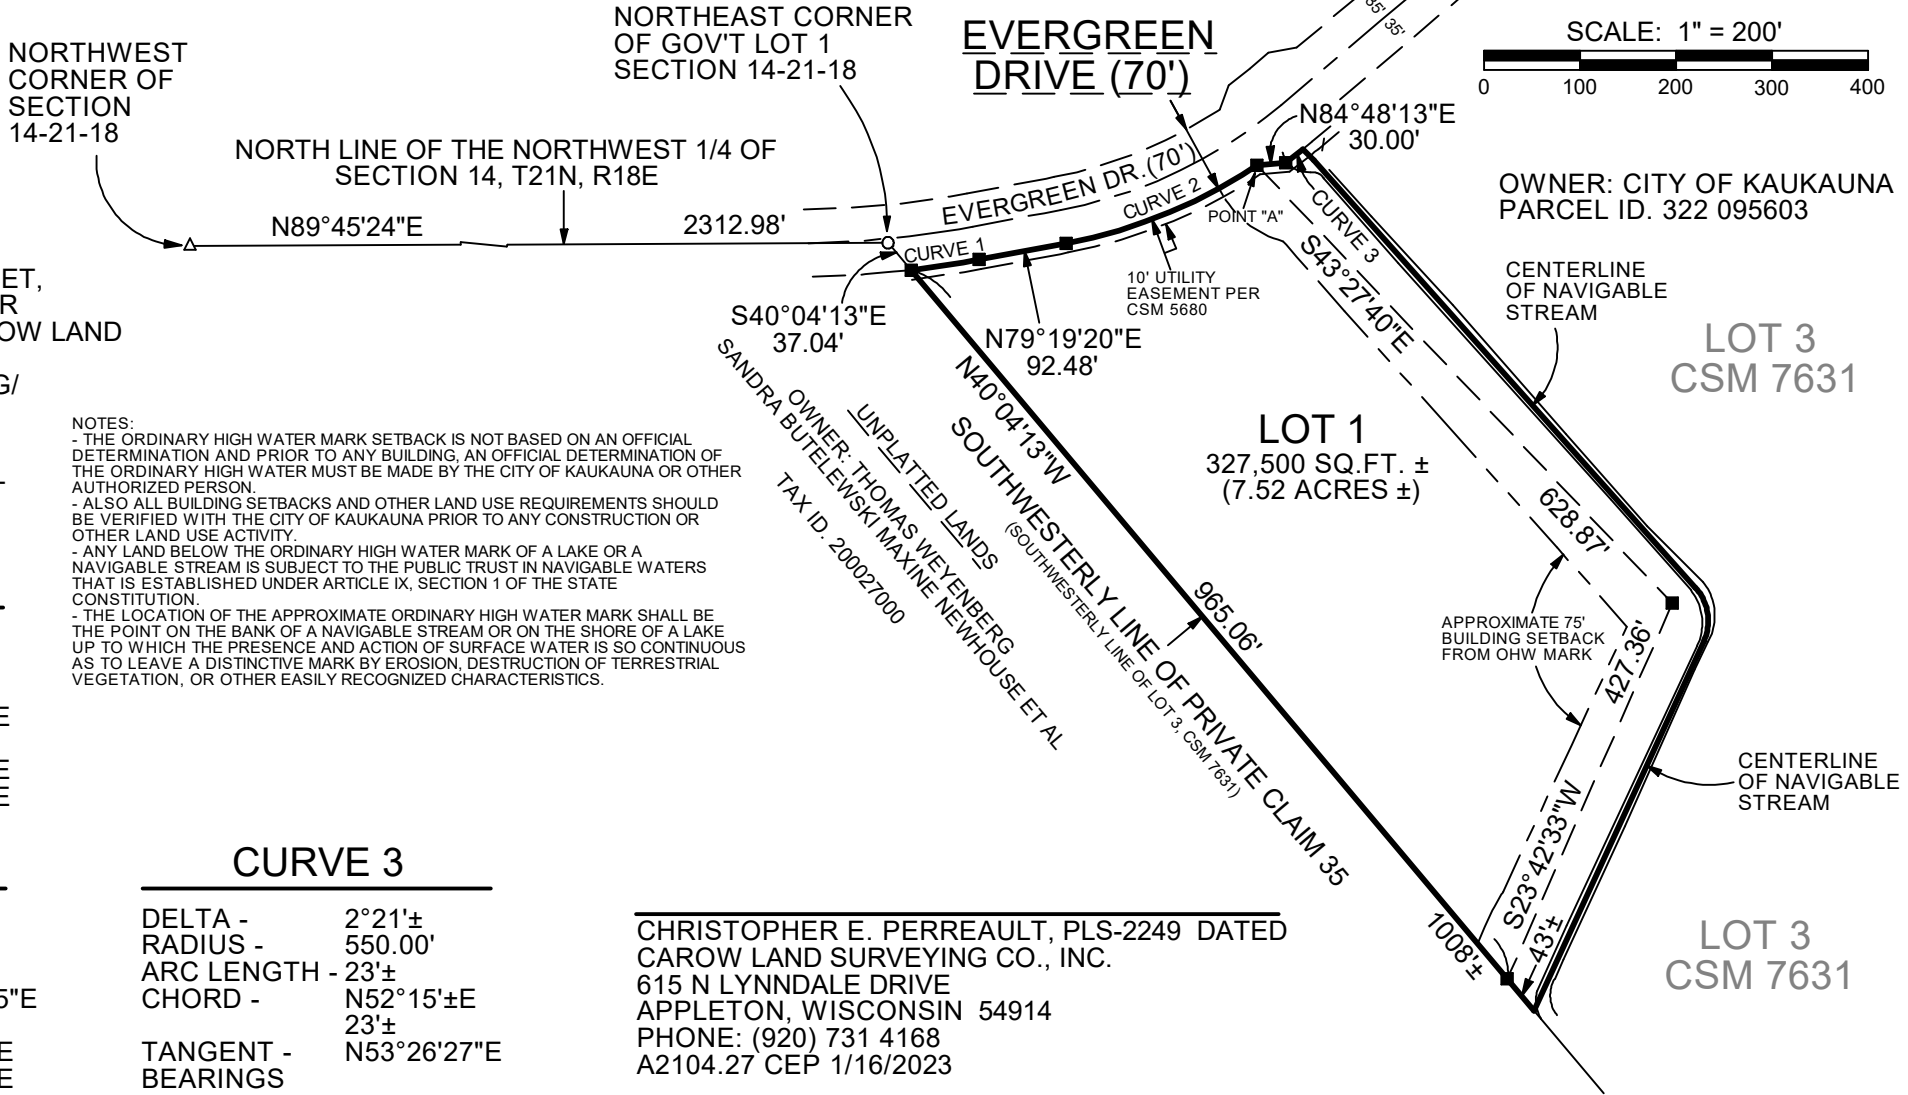 NORTHWEST
CORNER OF
SECTION
14-21-18
NORTHEAST CORNER
OF GOV'T LOT 1
SECTION 14-21-18
EVERGREEN
DRIVE (70')
35' 35'
SCALE: 1" = 200'
0 100 200 300 400
NORTH LINE OF THE NORTHWEST 1/4 OF
SECTION 14, T21N, R18E
N89°45'24"E 2312.98'
EVERGREEN DR.(70')
N84°48'13"E
30.00'
OWNER: CITY OF KAUKAUNA
PARCEL ID. 322 095603
CURVE 1
CURVE 2
POINT "A"
CURVE 3
S43°27'40"E
628.87'
10' UTILITY
EASEMENT PER
CSM 5680
CENTERLINE
OF NAVIGABLE
STREAM
S40°04'13"E
37.04'
N79°19'20"E
92.48'
LOT 3
CSM 7631
ET,
R
OW LAND
G/
NOTES:
- THE ORDINARY HIGH WATER MARK SETBACK IS NOT BASED ON AN OFFICIAL
DETERMINATION AND PRIOR TO ANY BUILDING, AN OFFICIAL DETERMINATION OF
THE ORDINARY HIGH WATER MUST BE MADE BY THE CITY OF KAUKAUNA OR OTHER
AUTHORIZED PERSON.
- ALSO ALL BUILDING SETBACKS AND OTHER LAND USE REQUIREMENTS SHOULD
BE VERIFIED WITH THE CITY OF KAUKAUNA PRIOR TO ANY CONSTRUCTION OR
OTHER LAND USE ACTIVITY.
- ANY LAND BELOW THE ORDINARY HIGH WATER MARK OF A LAKE OR A
NAVIGABLE STREAM IS SUBJECT TO THE PUBLIC TRUST IN NAVIGABLE WATERS
THAT IS ESTABLISHED UNDER ARTICLE IX, SECTION 1 OF THE STATE
CONSTITUTION.
- THE LOCATION OF THE APPROXIMATE ORDINARY HIGH WATER MARK SHALL BE
THE POINT ON THE BANK OF A NAVIGABLE STREAM OR ON THE SHORE OF A LAKE
UP TO WHICH THE PRESENCE AND ACTION OF SURFACE WATER IS SO CONTINUOUS
AS TO LEAVE A DISTINCTIVE MARK BY EROSION, DESTRUCTION OF TERRESTRIAL
VEGETATION, OR OTHER EASILY RECOGNIZED CHARACTERISTICS.
UNPLATTED LANDS
OWNER: THOMAS WEYENBERG
SANDRA BUTELEWSKI MAXINE NEWHOUSE ET AL
TAX ID. 200027000
N40°04'13"W
965.06'
SOUTHWESTERLY LINE OF PRIVATE CLAIM 35
(SOUTHWESTERLY LINE OF LOT 3, CSM 7631)
LOT 1
327,500 SQ.FT. ±
(7.52 ACRES ±)
APPROXIMATE 75'
BUILDING SETBACK
FROM OHW MARK
427.36'
S23°42'33"W
CENTERLINE
OF NAVIGABLE
STREAM
43'±
1008'±
LOT 3
CSM 7631
E
E
E
5"E
E
E
CURVE 3
DELTA - 2°21'±
RADIUS - 550.00'
ARC LENGTH - 23'±
CHORD - N52°15'±E
23'±
TANGENT - N53°26'27"E
BEARINGS
CHRISTOPHER E. PERREAULT, PLS-2249 DATED
CAROW LAND SURVEYING CO., INC.
615 N LYNNDALE DRIVE
APPLETON, WISCONSIN 54914
PHONE: (920) 731 4168
A2104.27 CEP 1/16/2023